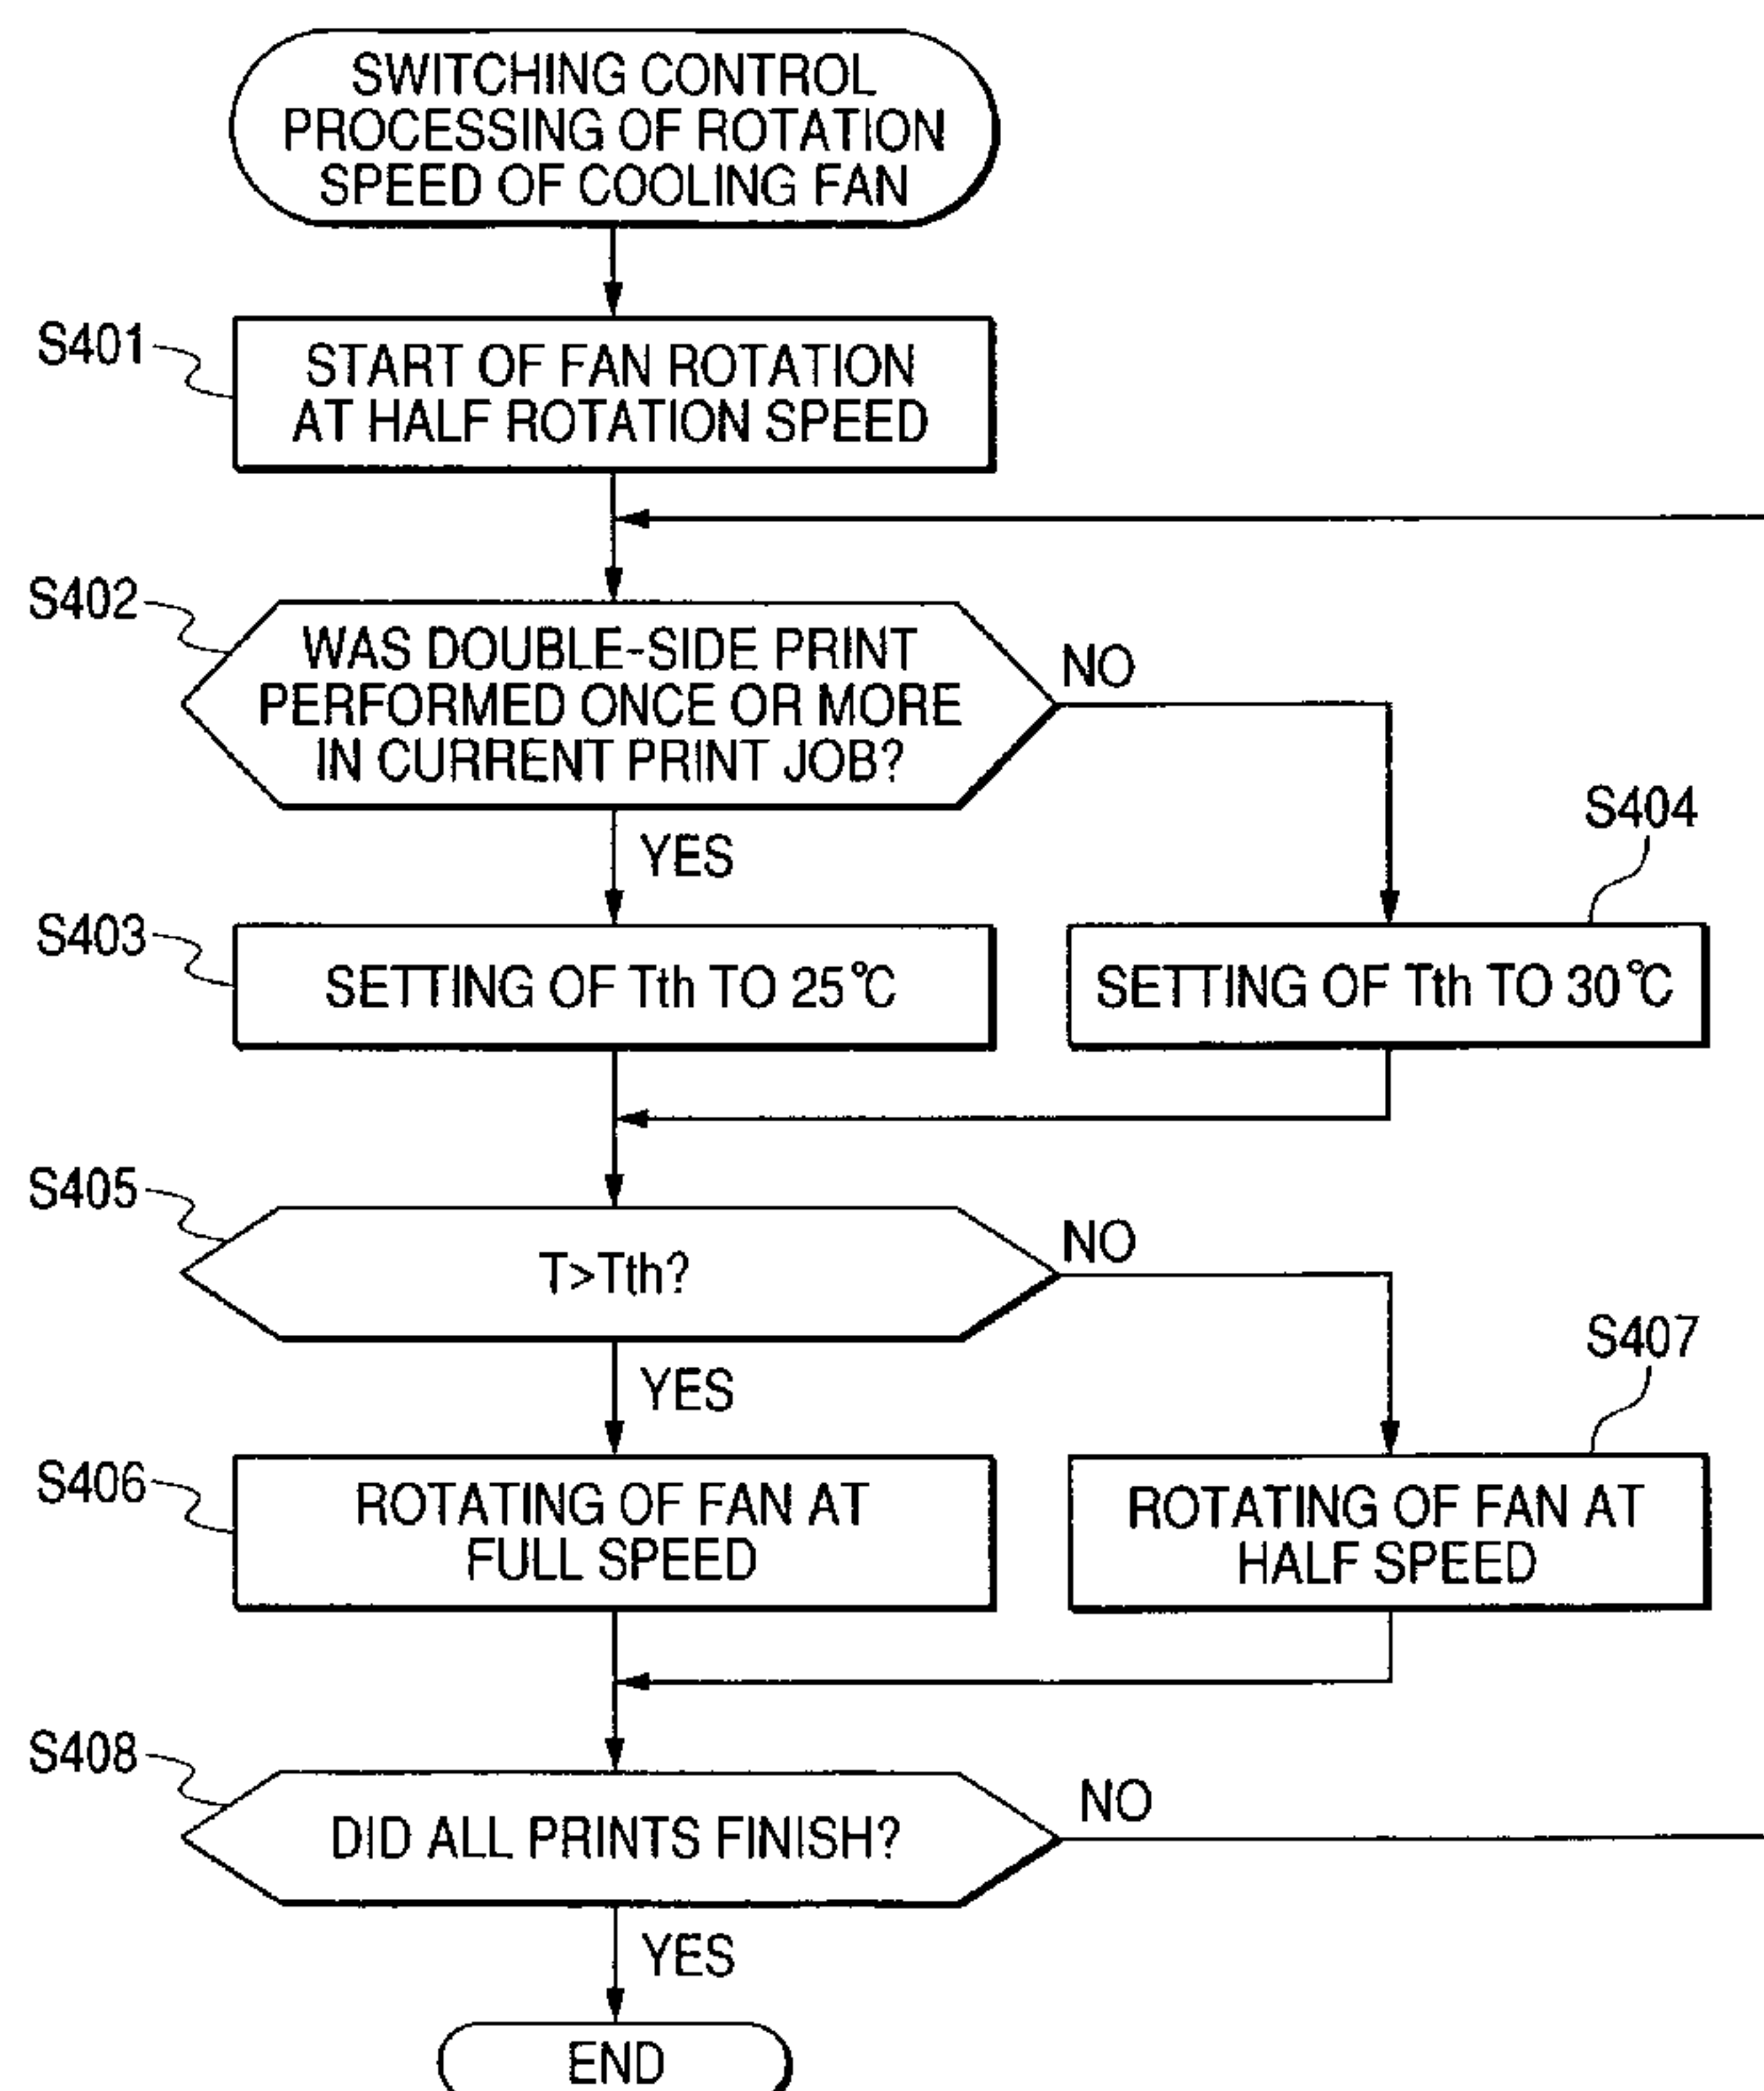 SWITCHING CONTROL
PROCESSING OF ROTATION
SPEED OF COOLING FAN
S401
START OF FAN ROTATION
AT HALF ROTATION SPEED
S402
WAS DOUBLE-SIDE PRINT
PERFORMED ONCE OR MORE
IN CURRENT PRINT JOB?
NO
YES
S404
S403
SETTING OF Tth TO 25°C
SETTING OF Tth TO 30°C
S405
T>Tth?
NO
YES
S407
S406
ROTATING OF FAN AT
FULL SPEED
ROTATING OF FAN AT
HALF SPEED
S408
DID ALL PRINTS FINISH?
NO
YES
END